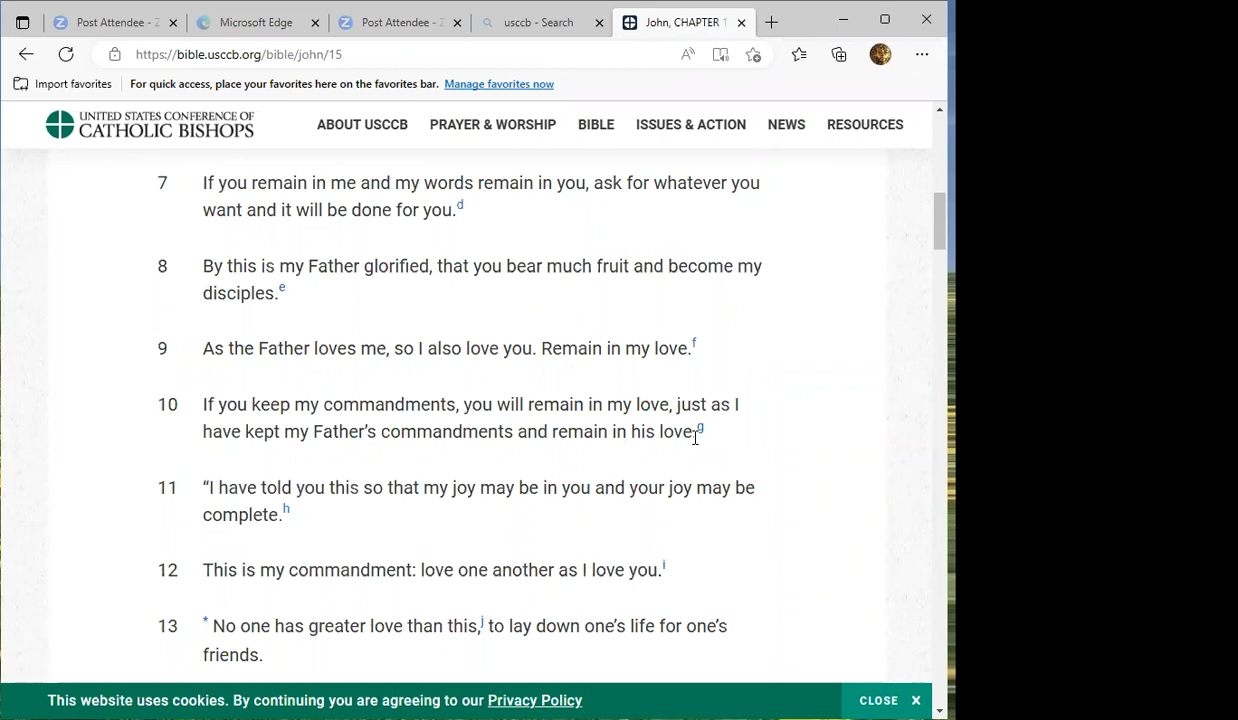 Post Attendee - Z
Microsoft Edge
Post Attendee - Z
usccb - Search
John, CHAPTER 1
https://bible.usccb.org/bible/john/15
Import favorites
For quick access, place your favorites here on the favorites bar. Manage favorites now
UNITED STATES CONFERENCE OF
CATHOLIC BISHOPS
ABOUT USCCB PRAYER & WORSHIP BIBLE ISSUES & ACTION NEWS RESOURCES
7 If you remain in me and my words remain in you, ask for whatever you
want and it will be done for you.d
8 By this is my Father glorified, that you bear much fruit and become my
disciples.e
9 As the Father loves me, so I also love you. Remain in my love.f
10 If you keep my commandments, you will remain in my love, just as I
have kept my Father’s commandments and remain in his love.g
11 “I have told you this so that my joy may be in you and your joy may be
complete.h
12 This is my commandment: love one another as I love you.i
13 * No one has greater love than this,j to lay down one’s life for one’s
friends.
This website uses cookies. By continuing you are agreeing to our Privacy Policy
CLOSE X